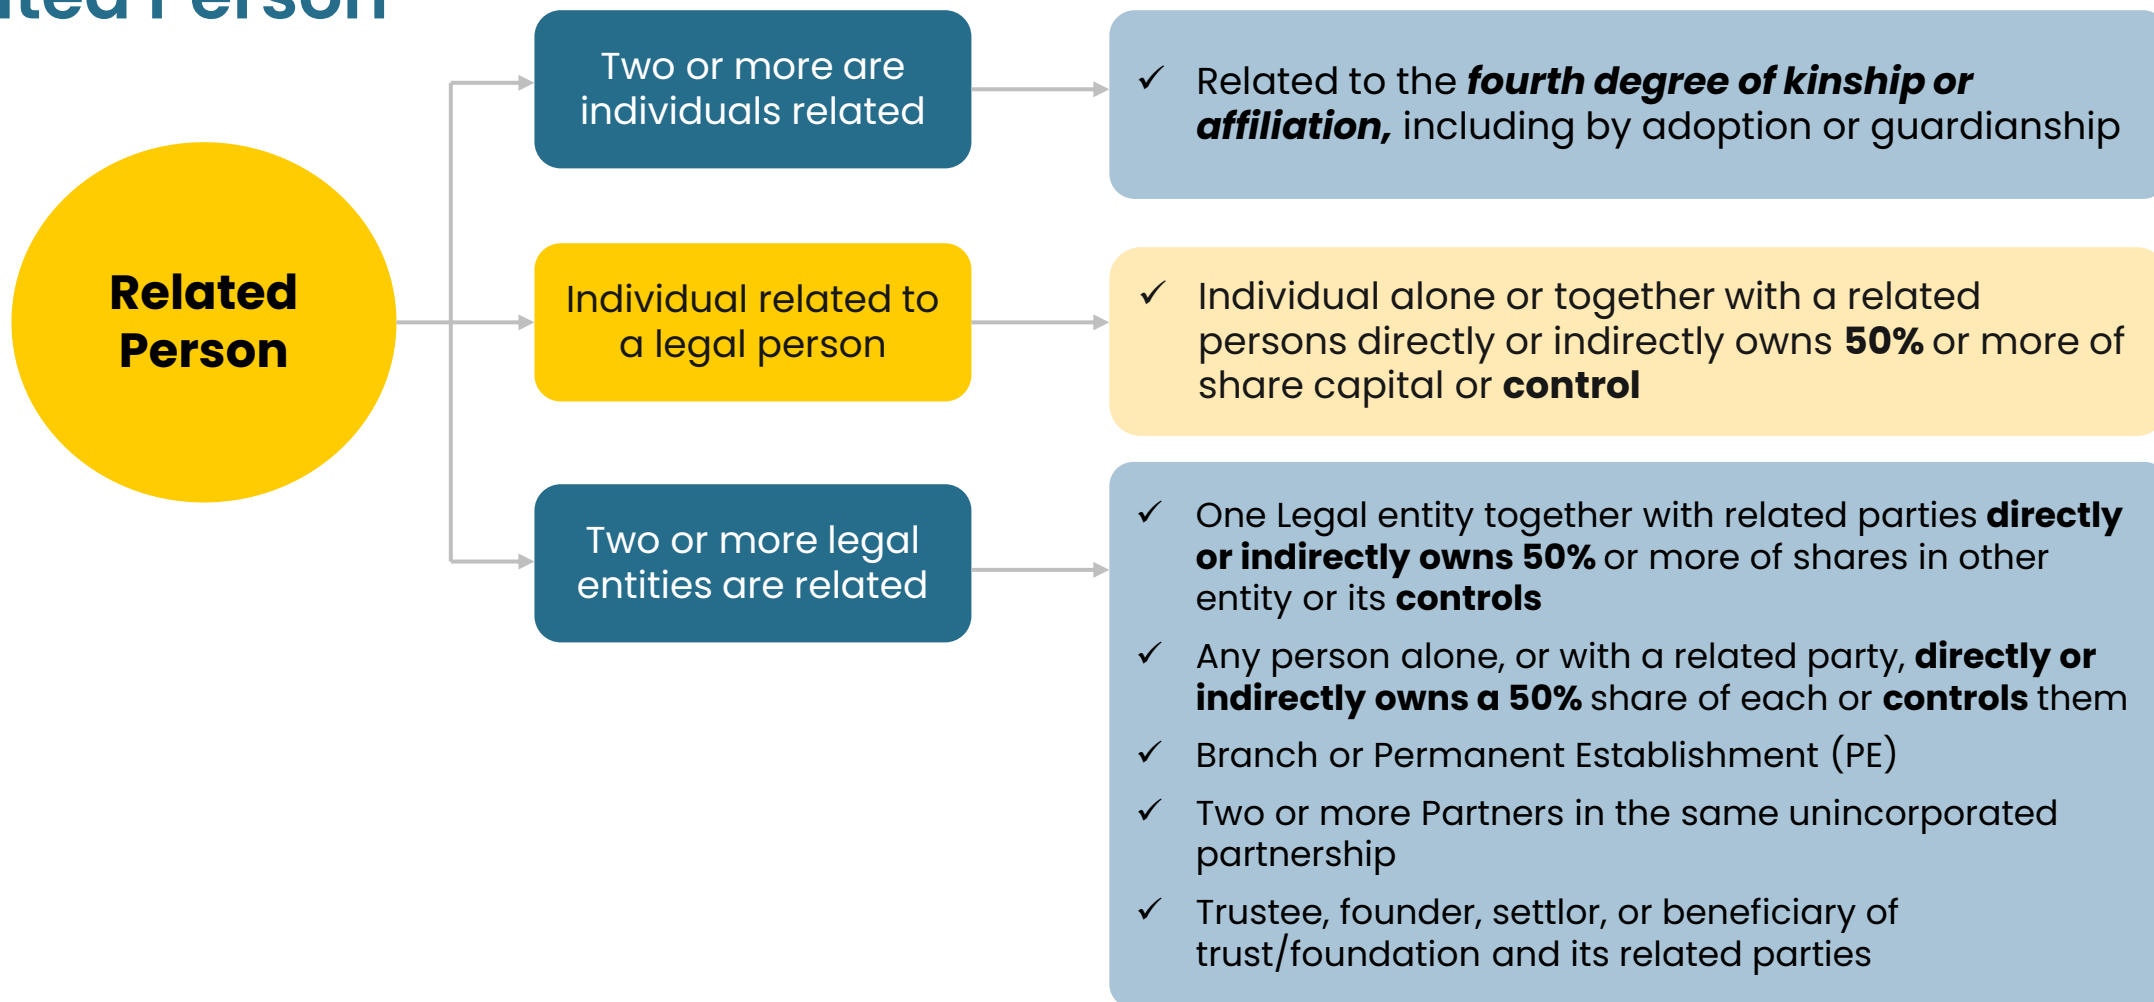 Person
Related
Person
Two or more are
individuals related
✓ Related to the fourth degree of kinship or
affiliation, including by adoption or guardianship
Individual related to
a legal person
✓ Individual alone or together with a related
persons directly or indirectly owns 50% or more of
share capital or control
Two or more legal
entities are related
✓ One Legal entity together with related parties directly
or indirectly owns 50% or more of shares in other
entity or its controls
✓ Any person alone, or with a related party, directly or
indirectly owns a 50% share of each or controls them
✓ Branch or Permanent Establishment (PE)
✓ Two or more Partners in the same unincorporated
partnership
✓ Trustee, founder, settlor, or beneficiary of
trust/foundation and its related parties